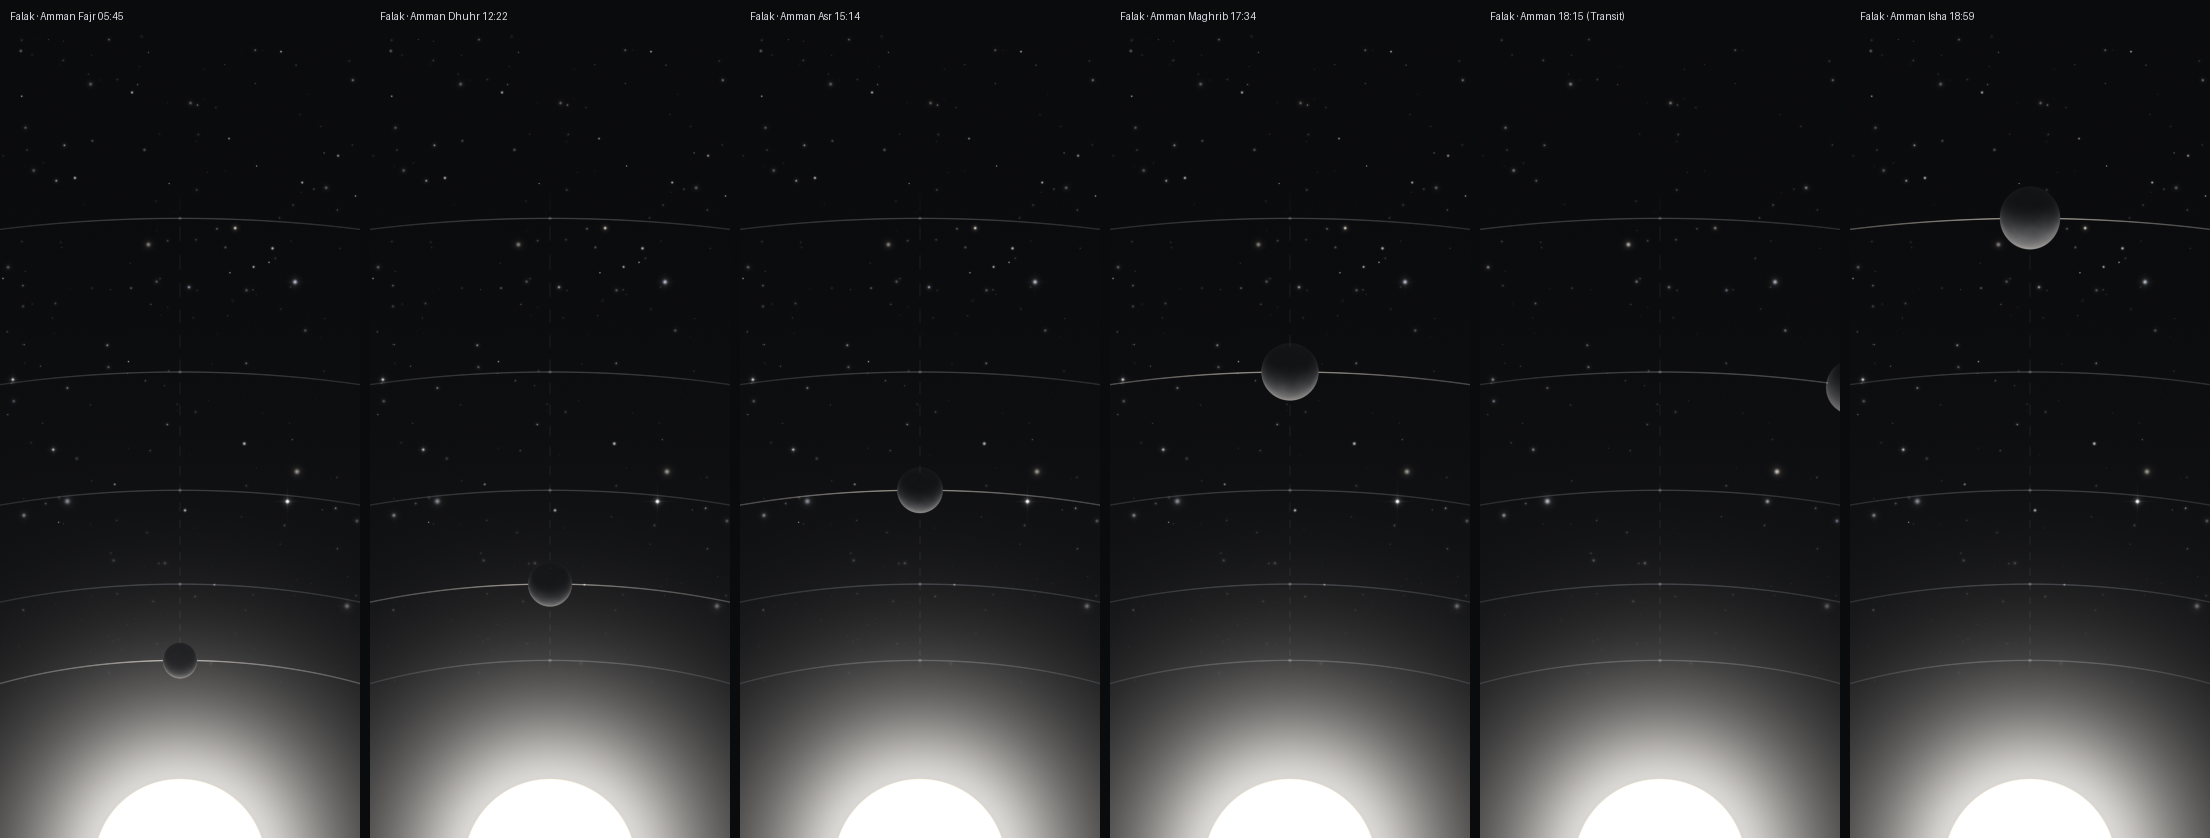 Falak · Amman Fajr 05:45
Falak · Amman Dhuhr 12:22
Falak · Amman Asr 15:14
Falak · Amman Maghrib 17:34
Falak · Amman 18:15 (Transit)
Falak · Amman Isha 18:59